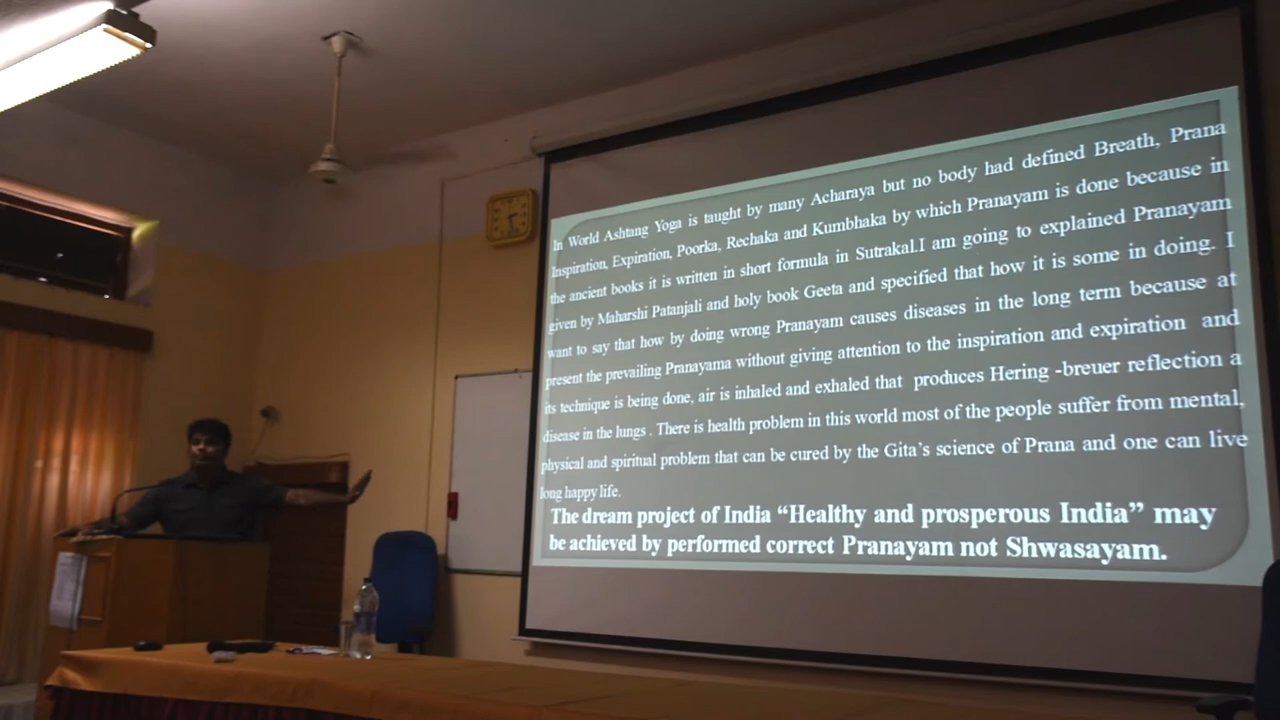 In World Ashtang Yoga is taught by many Acharaya but no body had defined Breath, Prana
Inspiration, Expiration, Poorka, Rechaka and Kumbhaka by which Pranayam is done because in
the ancient books it is written in short formula in Sutrakal.I am going to explained Pranayam
given by Maharshi Patanjali and holy book Geeta and specified that how it is some in doing. I
want to say that how by doing wrong Pranayam causes diseases in the long term because at
present the prevailing Pranayama without giving attention to the inspiration and expiration and
its technique is being done, air is inhaled and exhaled that produces Hering -breuer reflection a
disease in the lungs . There is health problem in this world most of the people suffer from mental,
physical and spiritual problem that can be cured by the Gita’s science of Prana and one can live
long happy life.
The dream project of India “Healthy and prosperous India” may
be achieved by performed correct Pranayam not Shwasayam.